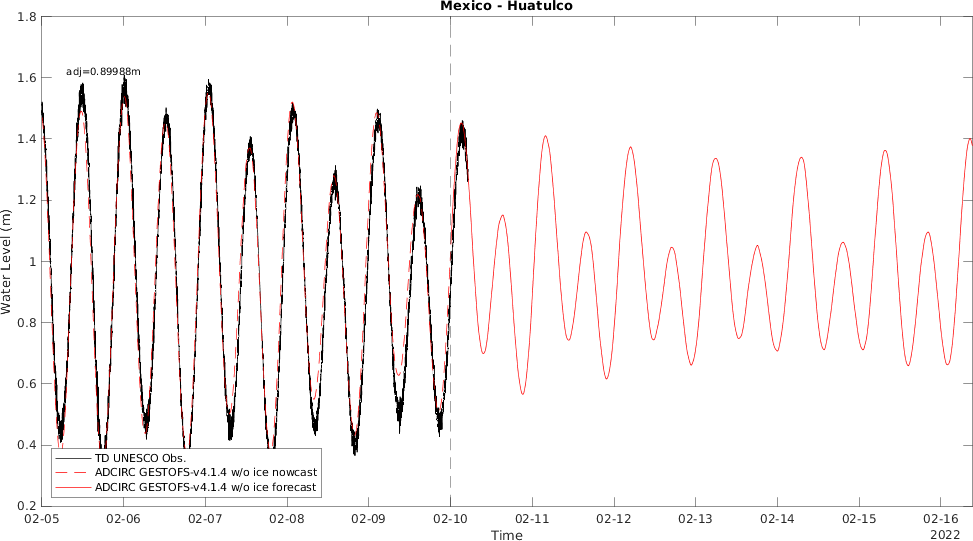 Mexico - Huatulco
1.8
1.6
1.4
1.2
1
0.8
0.6
0.4
0.2
Water Level (m)
adj=0.89988m
TD UNESCO Obs.
ADCIRC GESTOFS-v4.1.4 w/o ice nowcast
ADCIRC GESTOFS-v4.1.4 w/o ice forecast
02-05 02-06 02-07 02-08 02-09 02-10 02-11 02-12 02-13 02-14 02-15 02-16
Time
2022